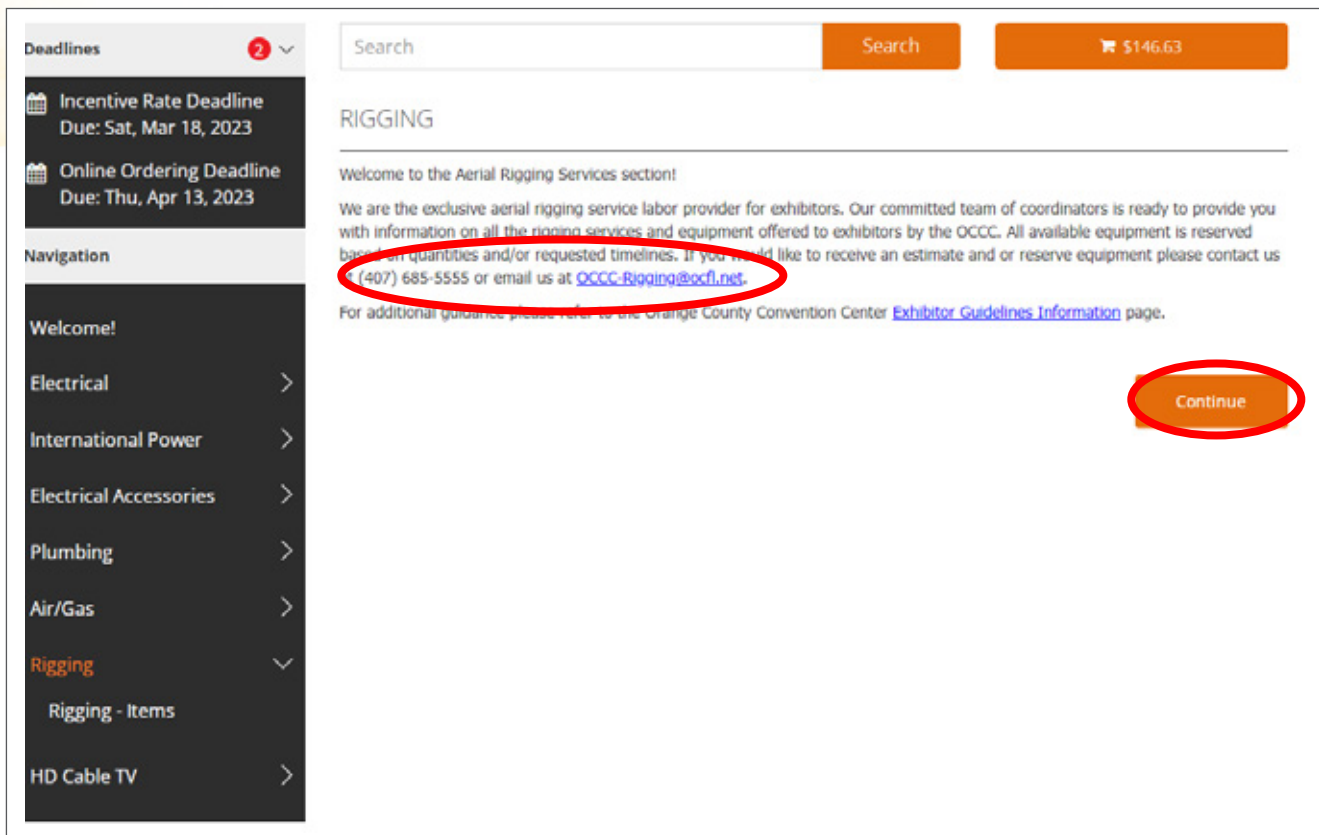 Deadlines 2
Incentive Rate Deadline
Due: Sat, Mar 18, 2023
Online Ordering Deadline
Due: Thu, Apr 13, 2023
Navigation
Welcome!
Electrical
International Power
Electrical Accessories
Plumbing
Air/Gas
Rigging
Rigging - Items
HD Cable TV
Search
Search
$146.63
RIGGING
Welcome to the Aerial Rigging Services section!
We are the exclusive aerial rigging service labor provider for exhibitors. Our committed team of coordinators is ready to provide you
with information on all the rigging services and equipment offered to exhibitors by the OCCC. All available equipment is reserved
based on quantities and/or requested timelines. If you would like to receive an estimate and or reserve equipment please contact us
(407) 685-5555 or email us at OCCC-Rigging@ocfl.net.
For additional guidance please refer to the Orange County Convention Center Exhibitor Guidelines Information page.
Continue